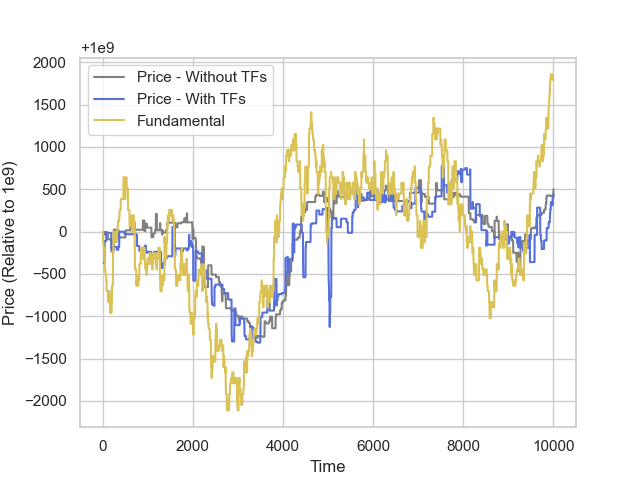 +1e9
2000
1500
1000
500
0
−500
−1000
−1500
−2000
Price (Relative to 1e9)
Price - Without TFs
Price - With TFs
Fundamental
0
2000
4000
6000
8000
10000
Time